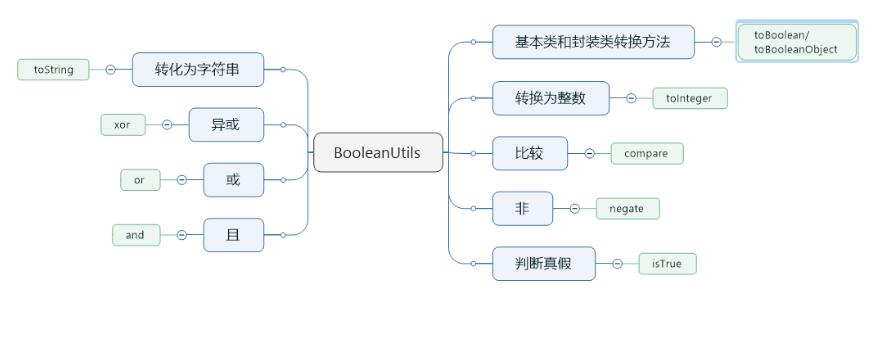 BooleanUtils
基本类和封装类转换方法
toBoolean/
toBooleanObject
转换为整数
toInteger
比较
compare
非
negate
判断真假
isTrue
转化为字符串
toString
异或
xor
或
or
且
and